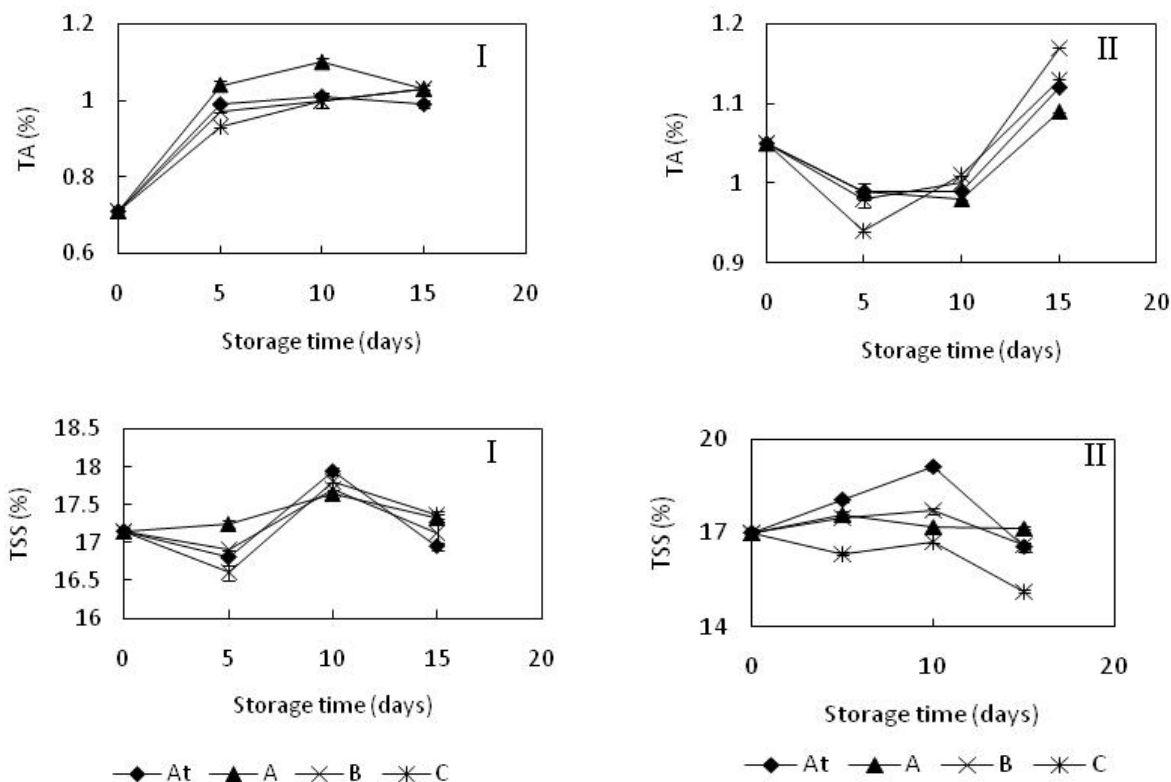 1.2
I
1
TA (%)
0.8
0.6
0 5 10 15 20
Storage time (days)
1.2
II
1.1
TA (%)
1
0.9
0 5 10 15 20
Storage time (days)
18.5
I
18
17.5
TSS (%)
17
16.5
16
0 5 10 15 20
Storage time (days)
At A B C
20
II
17
TSS (%)
14
0 10 20
Storage time (days)
At A B C